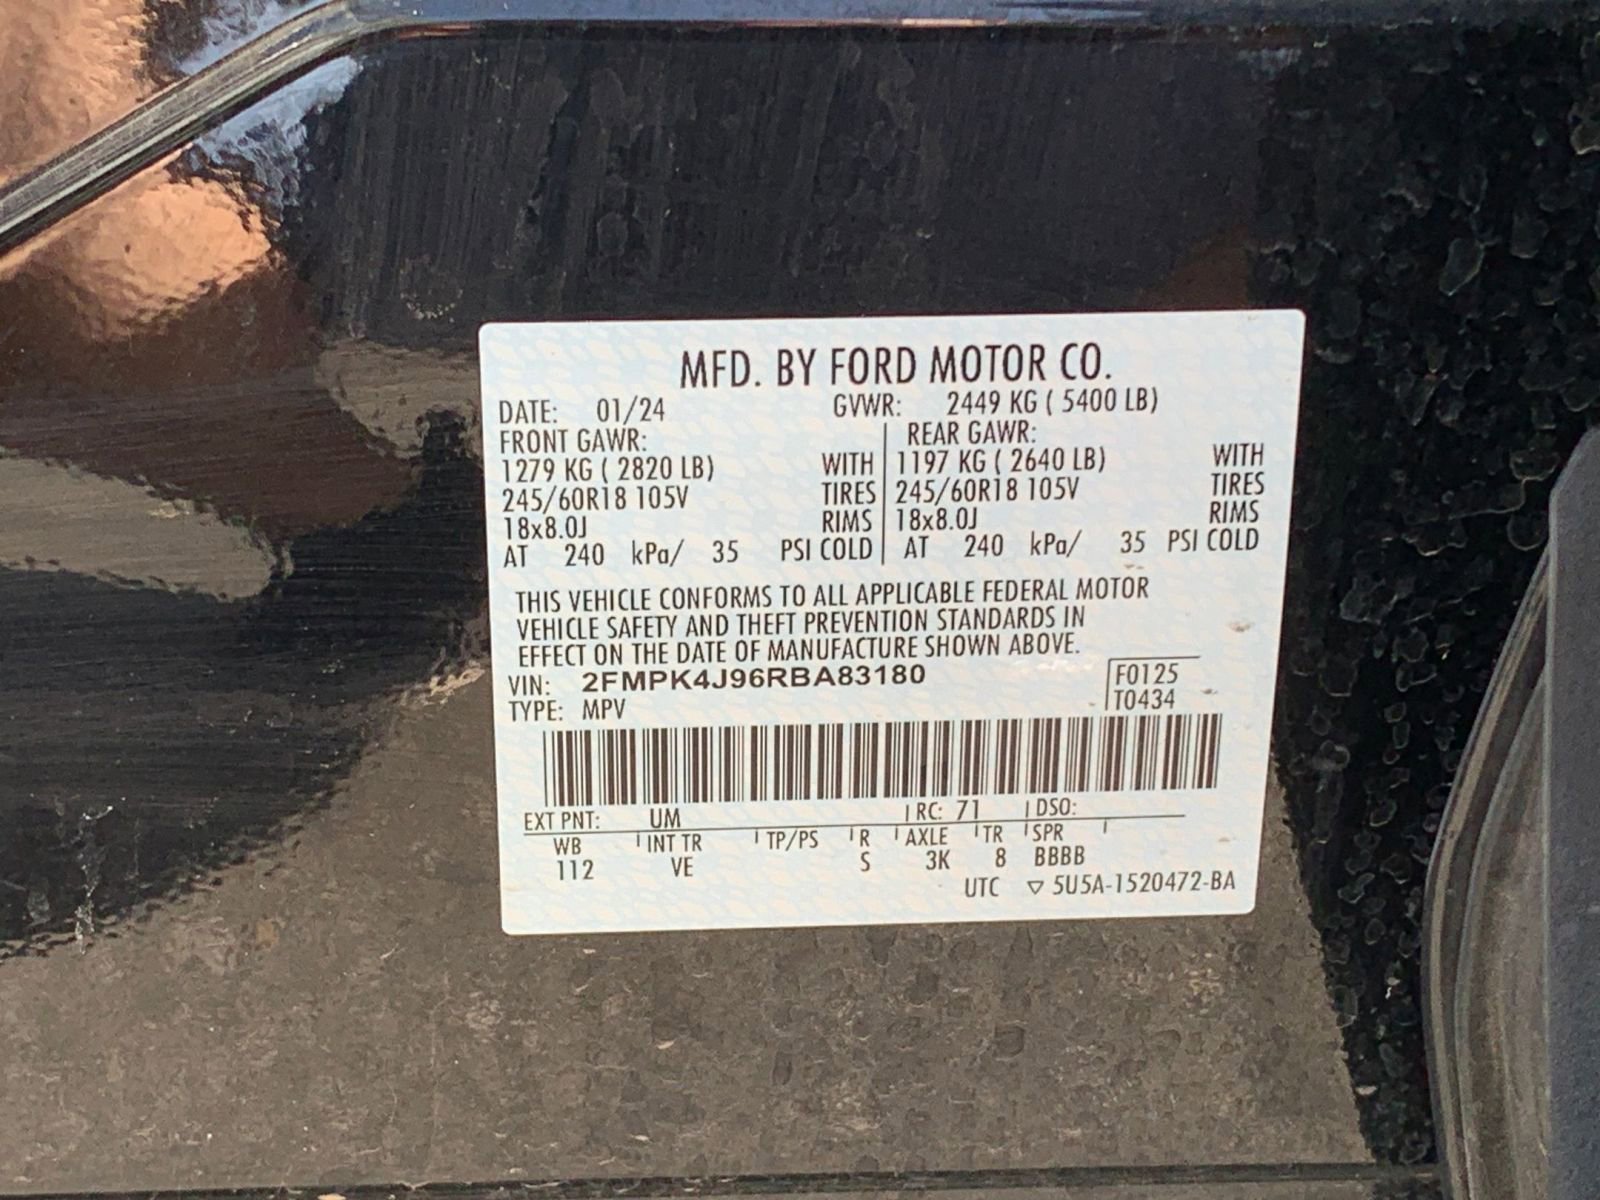 MFD. BY FORD MOTOR CO.
DATE: 01/24 GVWR: 2449 KG ( 5400 LB)
FRONT GAWR: REAR GAWR:
1279 KG ( 2820 LB) WITH 1197 KG ( 2640 LB) WITH
245/60R18 105V TIRES 245/60R18 105V TIRES
18x8.0J RIMS 18x8.0J RIMS
AT 240 kPa/ 35 PSI COLD AT 240 kPa/ 35 PSI COLD
THIS VEHICLE CONFORMS TO ALL APPLICABLE FEDERAL MOTOR
VEHICLE SAFETY AND THEFT PREVENTION STANDARDS IN
EFFECT ON THE DATE OF MANUFACTURE SHOWN ABOVE.
VIN: 2FMPK4J96RBA83180 F0125
TYPE: MPV T0434
EXT PNT: UM RC: 71 DSO:
WB INT TR TP/PS R AXLE TR SPR
112 VE S 3K 8 BBBB
UTC ▽ 5U5A-1520472-BA